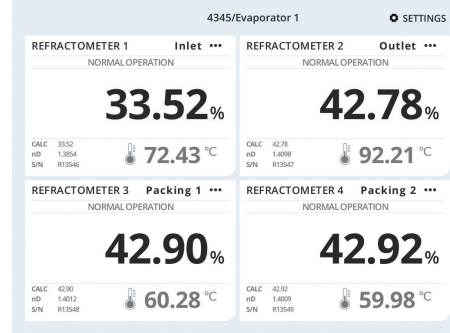 4345/Evaporator 1 SETTINGS
REFRACTOMETER 1 Inlet •••
NORMAL OPERATION
33.52%
CALC 33.52
nD 1.3854
S/N R13546
72.43 °C
REFRACTOMETER 2 Outlet •••
NORMAL OPERATION
42.78%
CALC 42.78
nD 1.4098
S/N R13547
92.21 °C
REFRACTOMETER 3 Packing 1 •••
NORMAL OPERATION
42.90%
CALC 42.90
nD 1.4012
S/N R13548
60.28 °C
REFRACTOMETER 4 Packing 2 •••
NORMAL OPERATION
42.92%
CALC 42.92
nD 1.4009
S/N R13549
59.98 °C